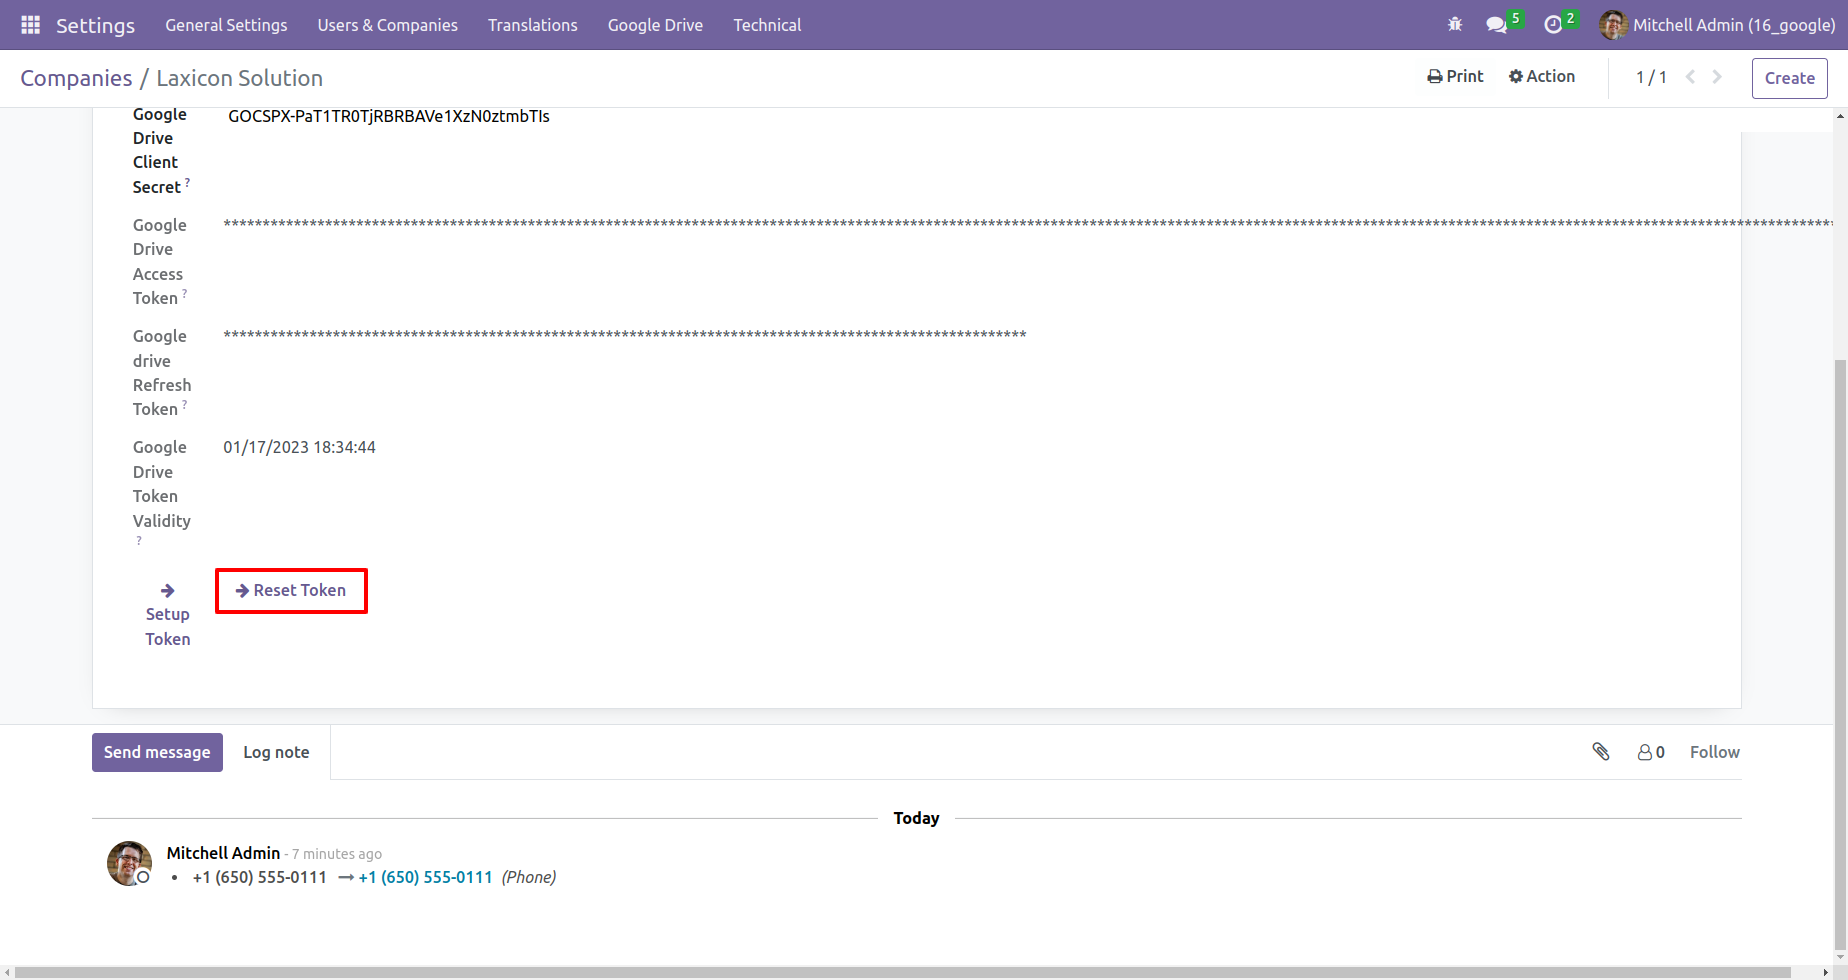 Settings General Settings Users & Companies Translations Google Drive Technical 5 2 Mitchell Admin (16_google)
Companies / Laxicon Solution Print Action 1 / 1 Create
Google 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
Drive
Client
Secret ?
Google
Drive
Access
Token ?
Google
drive
Refresh
Token ?
Google 01/17/2023 18:34:44
Drive
Token
Validity
?
Setup
Token
Reset Token
Send message Log note 0 Follow
Today
Mitchell Admin - 7 minutes ago
• +1 (650) 555-0111 → +1 (650) 555-0111 (Phone)